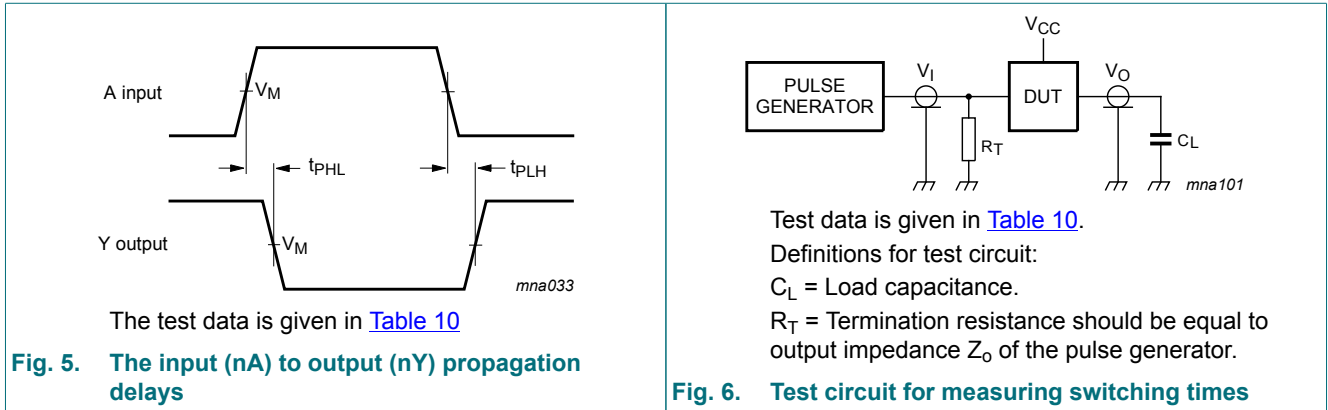 A input
VM
tPHL
tPLH
Y output
VM
mna033
The test data is given in Table 10
Fig. 5. The input (nA) to output (nY) propagation
delays
VCC
PULSE
GENERATOR
VI
DUT
VO
RT
CL
mna101
Test data is given in Table 10.
Definitions for test circuit:
CL = Load capacitance.
RT = Termination resistance should be equal to
output impedance Zo of the pulse generator.
Fig. 6. Test circuit for measuring switching times